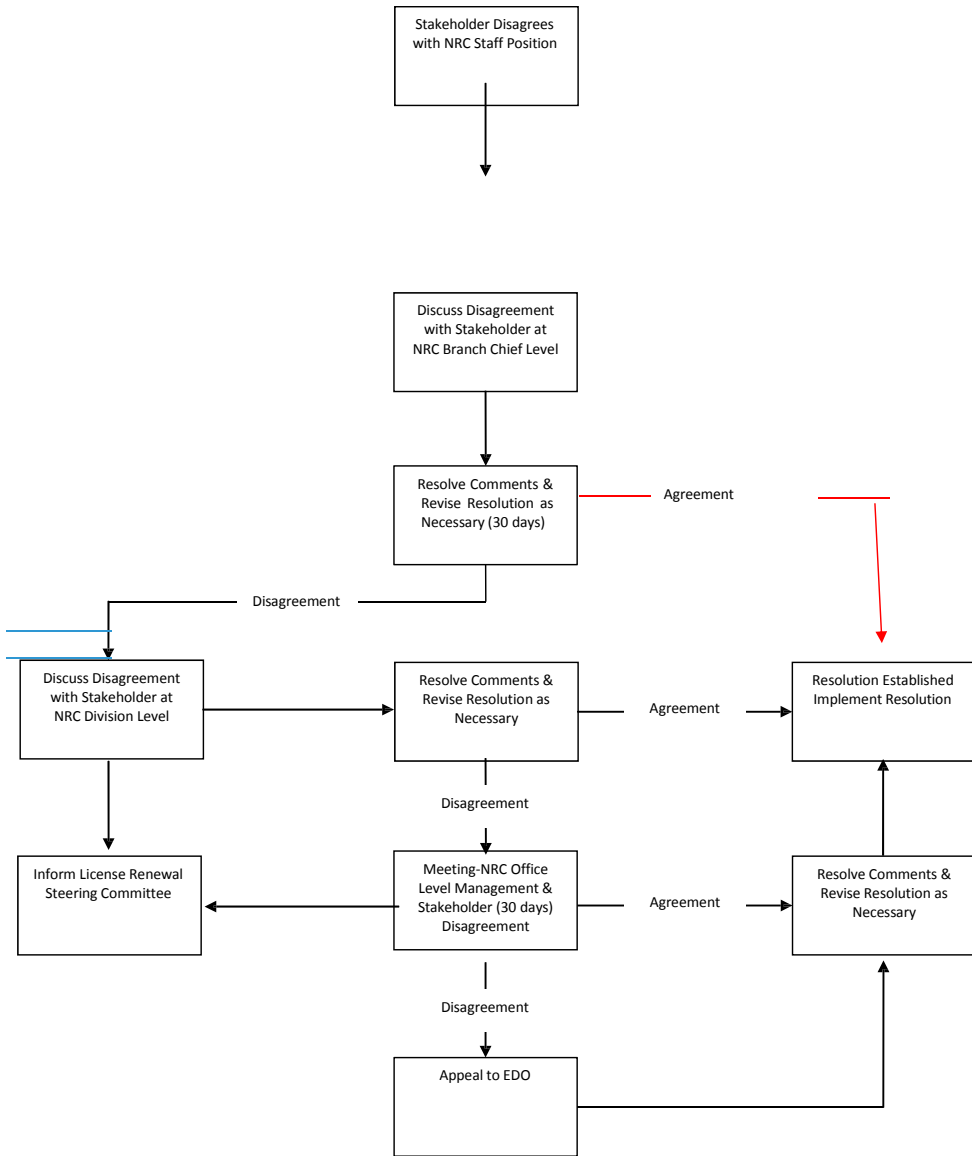 Stakeholder Disagrees
with NRC Staff Position
Discuss Disagreement
with Stakeholder at
NRC Branch Chief Level
Resolve Comments &
Revise Resolution as
Necessary (30 days)
Agreement
Disagreement
Discuss Disagreement
with Stakeholder at
NRC Division Level
Resolve Comments &
Revise Resolution as
Necessary
Agreement
Resolution Established
Implement Resolution
Disagreement
Inform License Renewal
Steering Committee
Meeting-NRC Office
Level Management &
Stakeholder (30 days)
Disagreement
Agreement
Resolve Comments &
Revise Resolution as
Necessary
Disagreement
Appeal to EDO